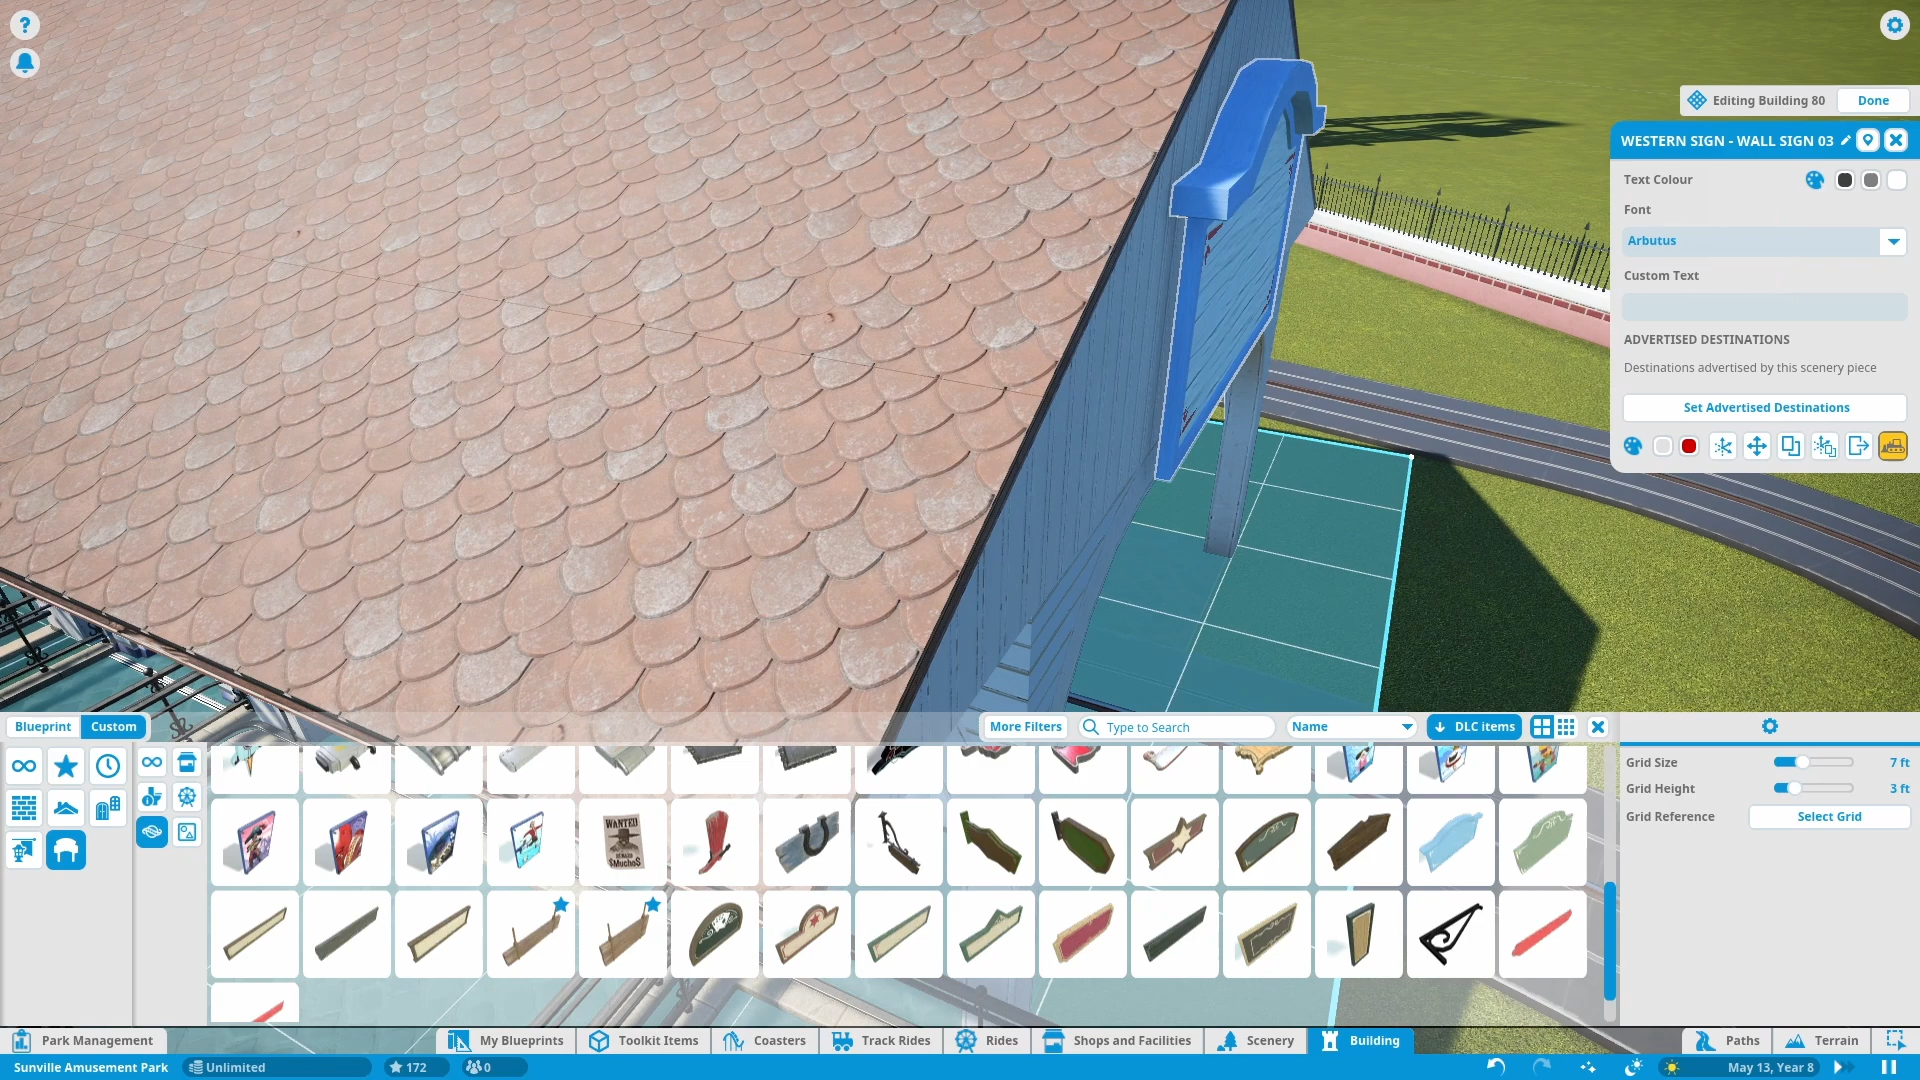 ?
Editing Building 80
Done
WESTERN SIGN - WALL SIGN 03
Text Colour
Font
Arbutus
Custom Text
ADVERTISED DESTINATIONS
Destinations advertised by this scenery piece
Set Advertised Destinations
Blueprint
Custom
More Filters
Type to Search
Name
DLC items
Grid Size
7 ft
Grid Height
3 ft
Grid Reference
Select Grid
WANTED
$Mucho$
Park Management
My Blueprints
Toolkit Items
Coasters
Track Rides
Rides
Shops and Facilities
Scenery
Building
Paths
Terrain
Sunville Amusement Park
Unlimited
172
0
May 13, Year 8